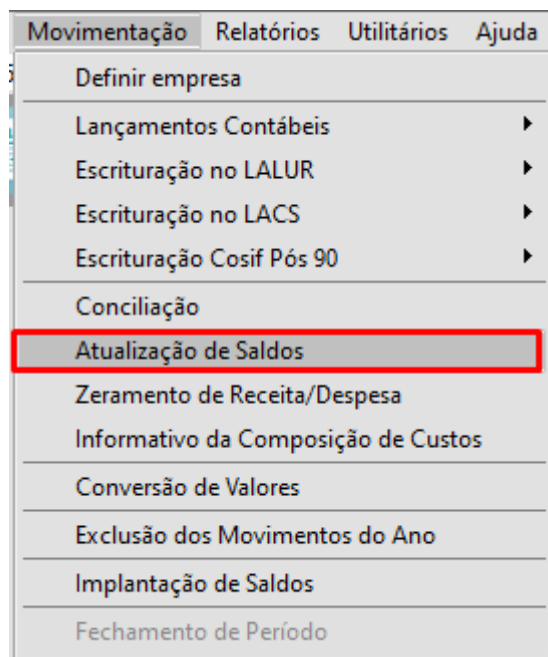 Movimentação Relatórios Utilitários Ajuda
Definir empresa
Lançamentos Contábeis
Escrituração no LALUR
Escrituração no LACS
Escrituração Cosif Pós 90
Conciliação
Atualização de Saldos
Zeramento de Receita/Despesa
Informativo da Composição de Custos
Conversão de Valores
Exclusão dos Movimentos do Ano
Implantação de Saldos
Fechamento de Período